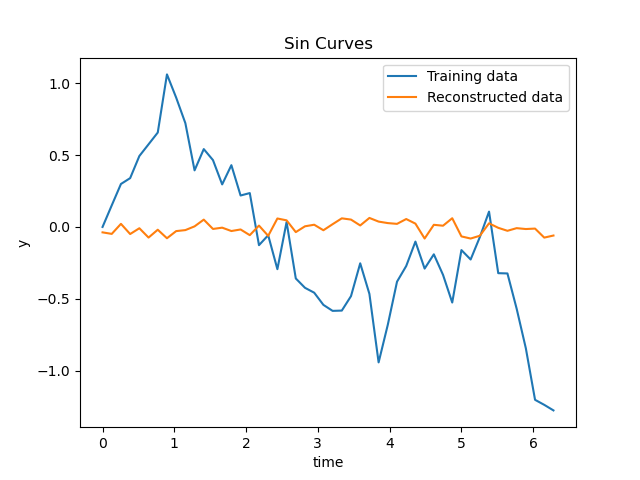 Sin Curves
Training data
Reconstructed data
1.0
0.5
0.0
−0.5
−1.0
y
0 1 2 3 4 5 6
time